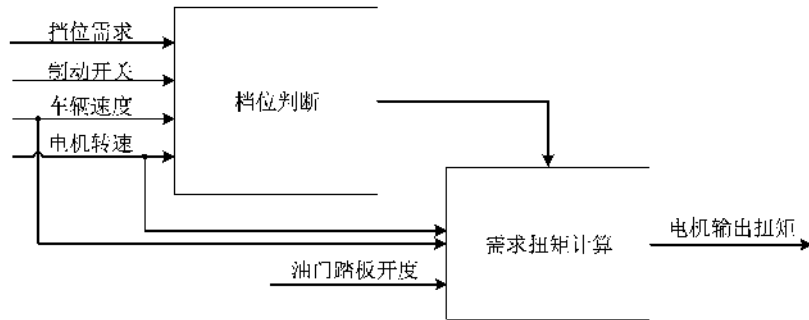 挡位需求
制动开关
车辆速度
电机转速
档位判断
需求扭矩计算
电机输出扭矩
油门踏板开度